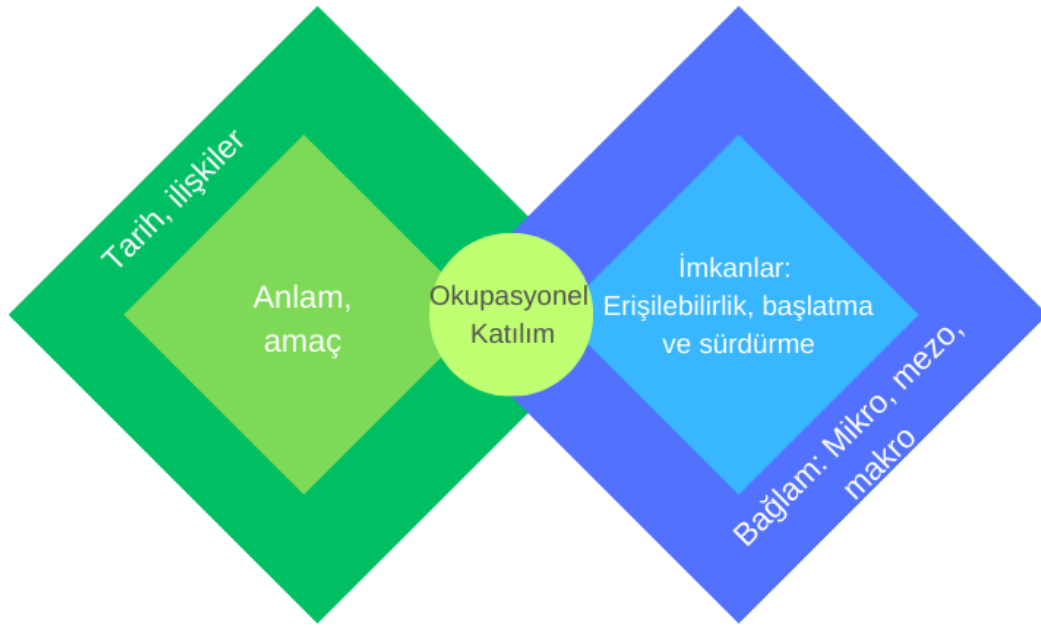 Tarih, ilişkiler
Anlam,
amaç
Okupasyonel
Katılım
İmkanlar:
Erişilebilirlik, başlatma
ve sürdürme
Bağlam: Mikro, mezo,
makro